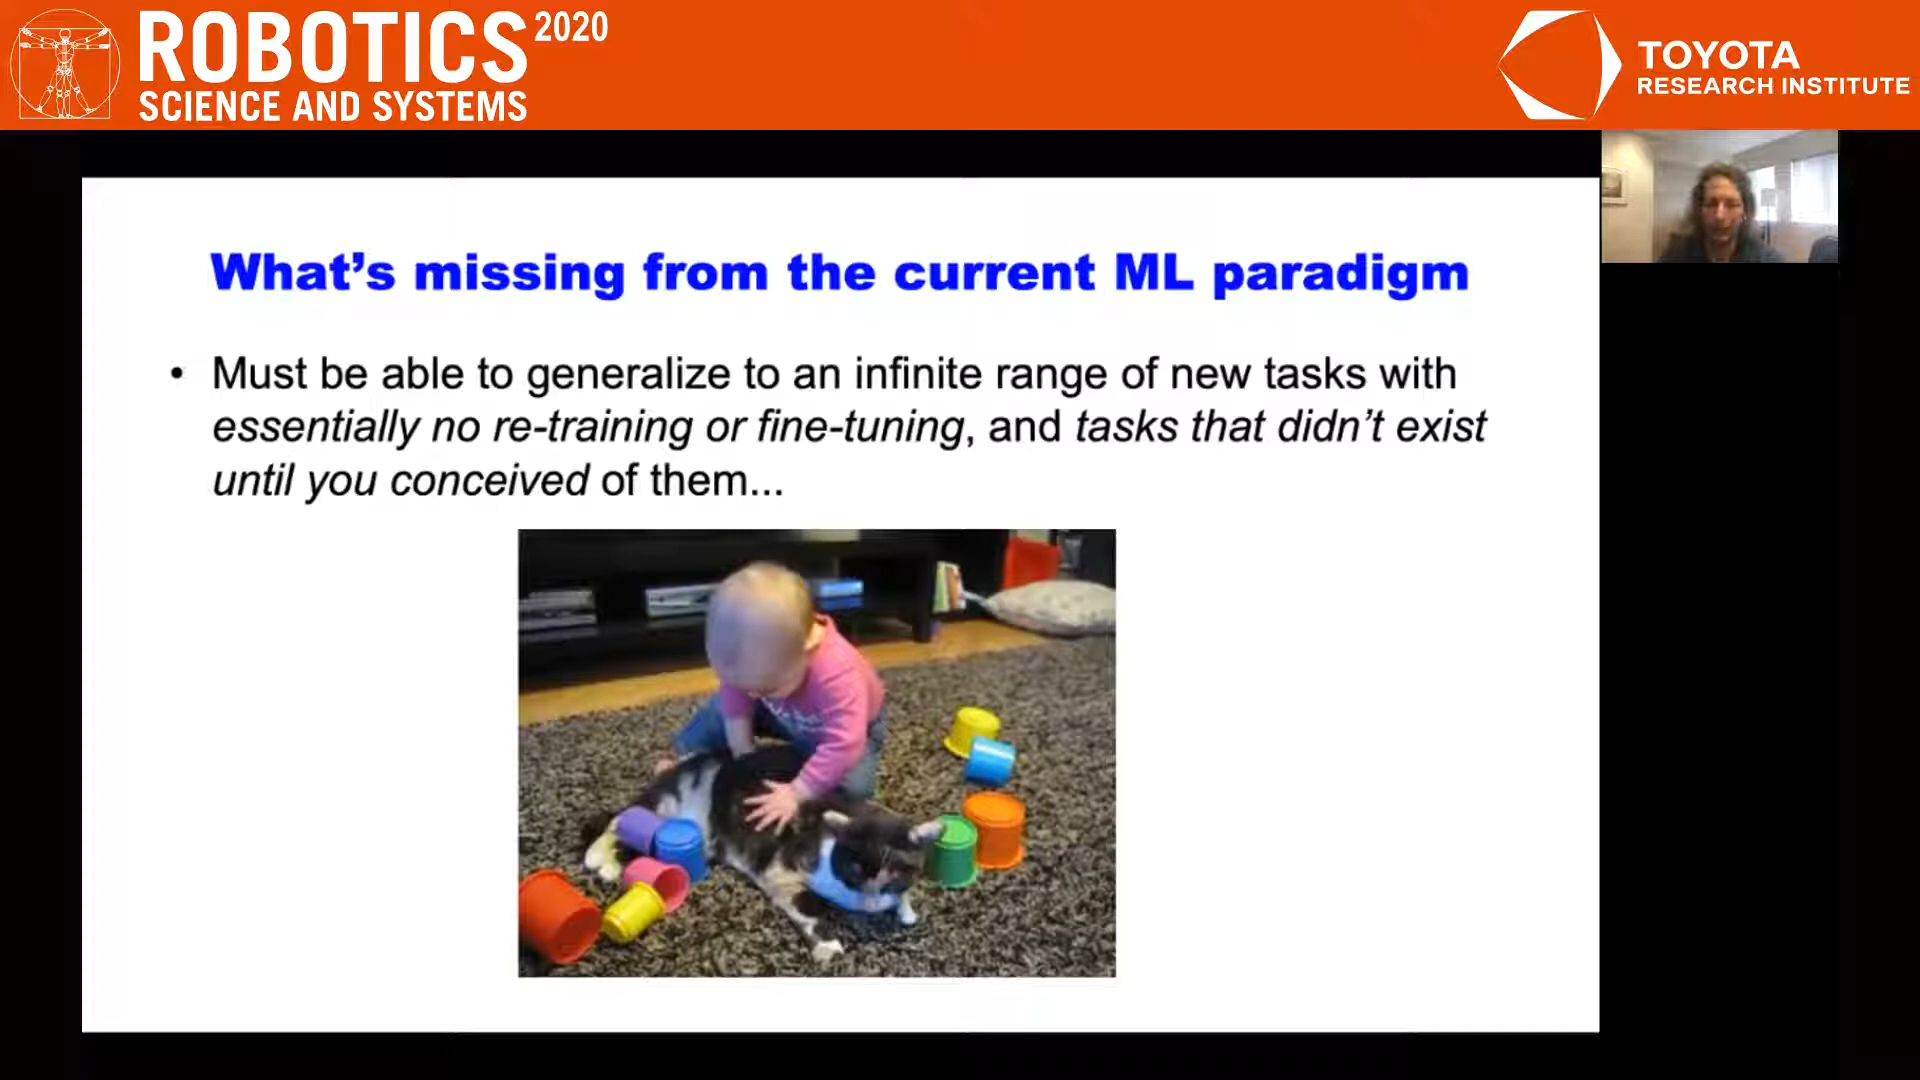 ROBOTICS 2020
SCIENCE AND SYSTEMS
TOYOTA
RESEARCH INSTITUTE
What's missing from the current ML paradigm
• Must be able to generalize to an infinite range of new tasks with
essentially no re-training or fine-tuning, and tasks that didn't exist
until you conceived of them...